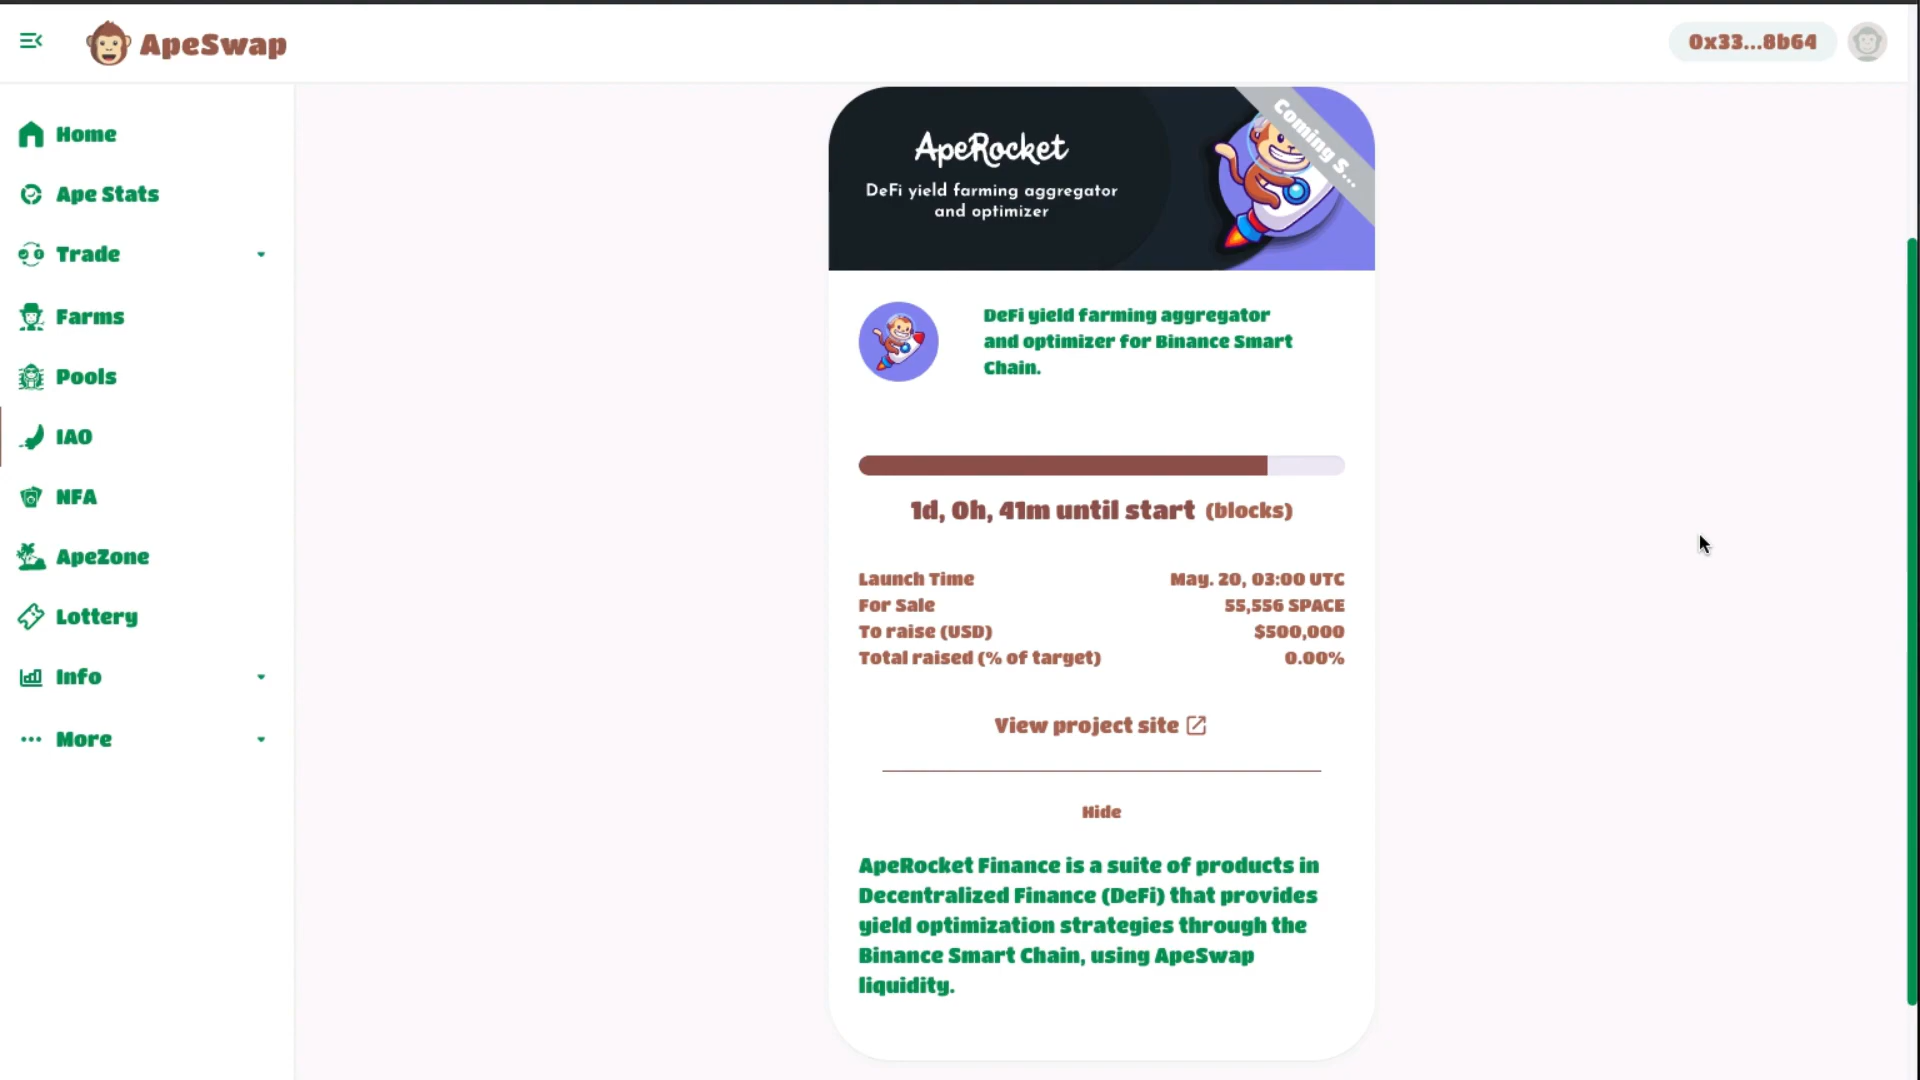 ApeSwap
0x33...8b64
Home
Ape Stats
Trade
Farms
Pools
IAO
NFA
ApeZone
Lottery
Info
More
ApeRocket
DeFi yield farming aggregator
and optimizer
Coming S...
DeFi yield farming aggregator
and optimizer for Binance Smart
Chain.
1d, 0h, 41m until start (blocks)
Launch Time May. 20, 03:00 UTC
For Sale 55,556 SPACE
To raise (USD) $500,000
Total raised (% of target) 0.00%
View project site
Hide
ApeRocket Finance is a suite of products in
Decentralized Finance (DeFi) that provides
yield optimization strategies through the
Binance Smart Chain, using ApeSwap
liquidity.